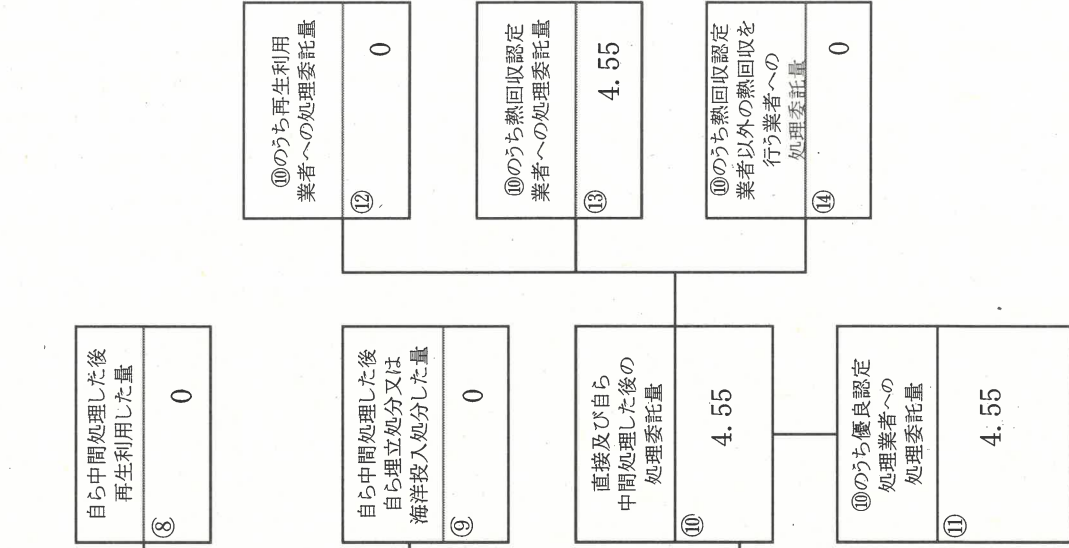 自ら中間処理した後
再生利用した量
⑧
0
自ら中間処理した後
自ら埋立処分又は
海洋投入処分した量
⑨
0
直接及び自ら
中間処理した後の
処理委託量
⑩
4.55
⑩のうち優良認定
処理業者への
処理委託量
⑪
4.55
⑩のうち再生利用
業者への処理委託量
⑫
0
⑩のうち熱回収認定
業者への処理委託量
⑬
4.55
⑩のうち熱回収認定
業者以外の熱回収を
行う業者への
処理委託量
⑭
0